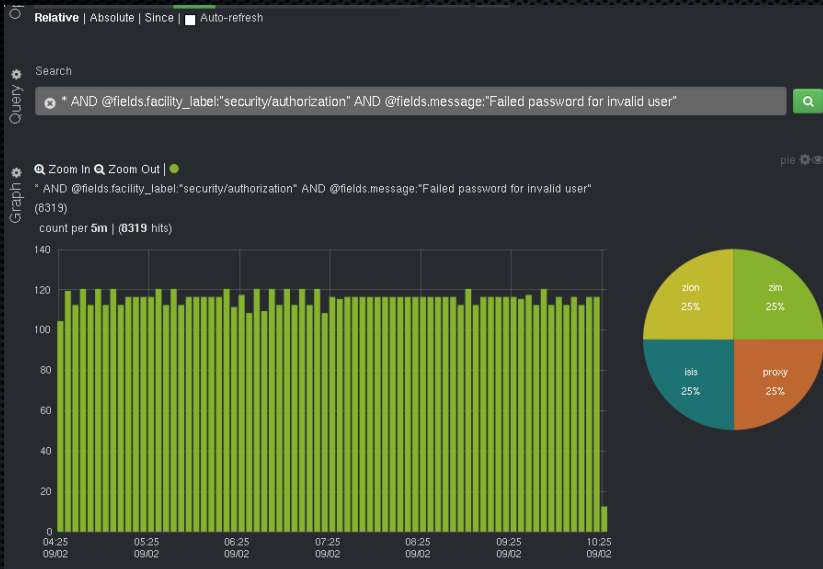 Relative | Absolute | Since | Auto-refresh
Query
Search
* AND @fields.facility_label:"security/authorization" AND @fields.message:"Failed password for invalid user"
pie
Graph
Zoom In Zoom Out |
* AND @fields.facility_label:"security/authorization" AND @fields.message:"Failed password for invalid user"
(8319)
count per 5m | (8319 hits)
140
120
100
80
60
40
20
0
04:25 05:25 06:25 07:25 08:25 09:25 10:25
09/02 09/02 09/02 09/02 09/02 09/02 09/02
zion
25%
zim
25%
isis
25%
proxy
25%